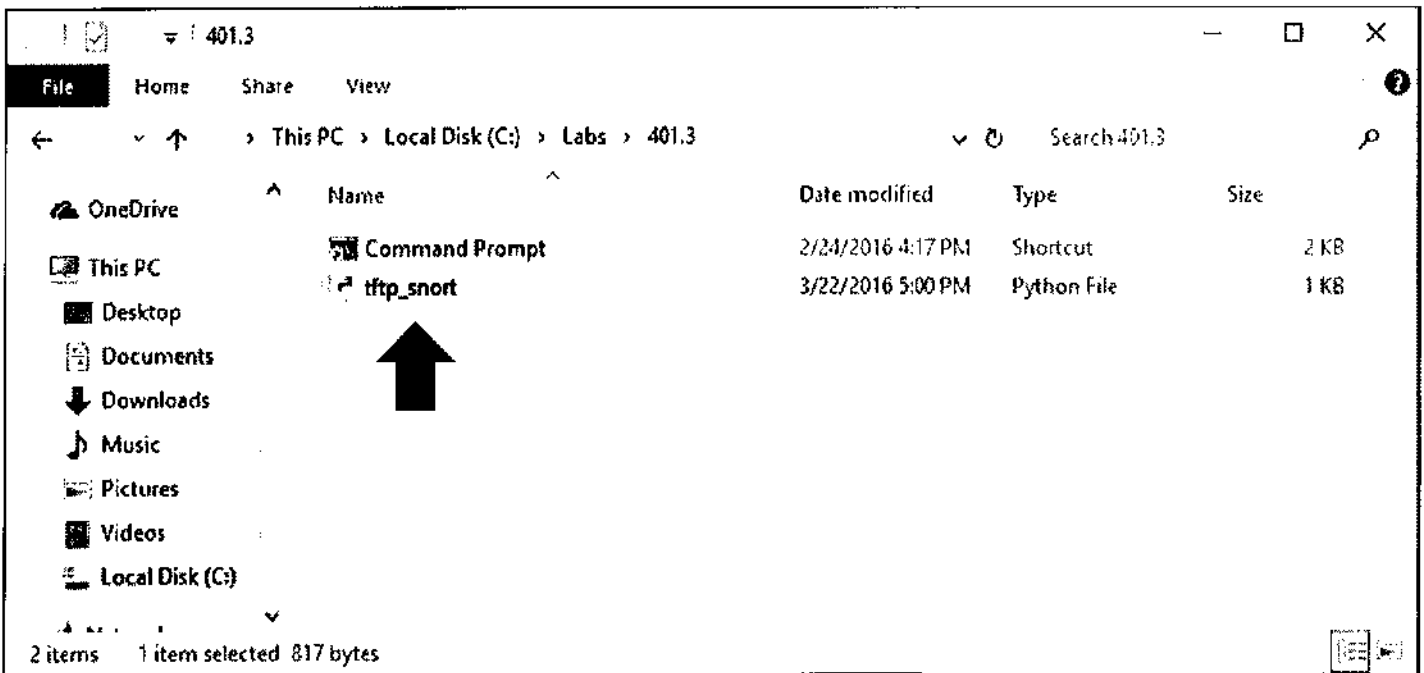 401.3
File Home Share View
This PC > Local Disk (C:) > Labs > 401.3 Search 401.3
OneDrive
This PC
Desktop
Documents
Downloads
Music
Pictures
Videos
Local Disk (C:)
Name Date modified Type Size
Command Prompt 2/24/2016 4:17 PM Shortcut 2 KB
tftp_snort 3/22/2016 5:00 PM Python File 1 KB
2 items 1 item selected 817 bytes